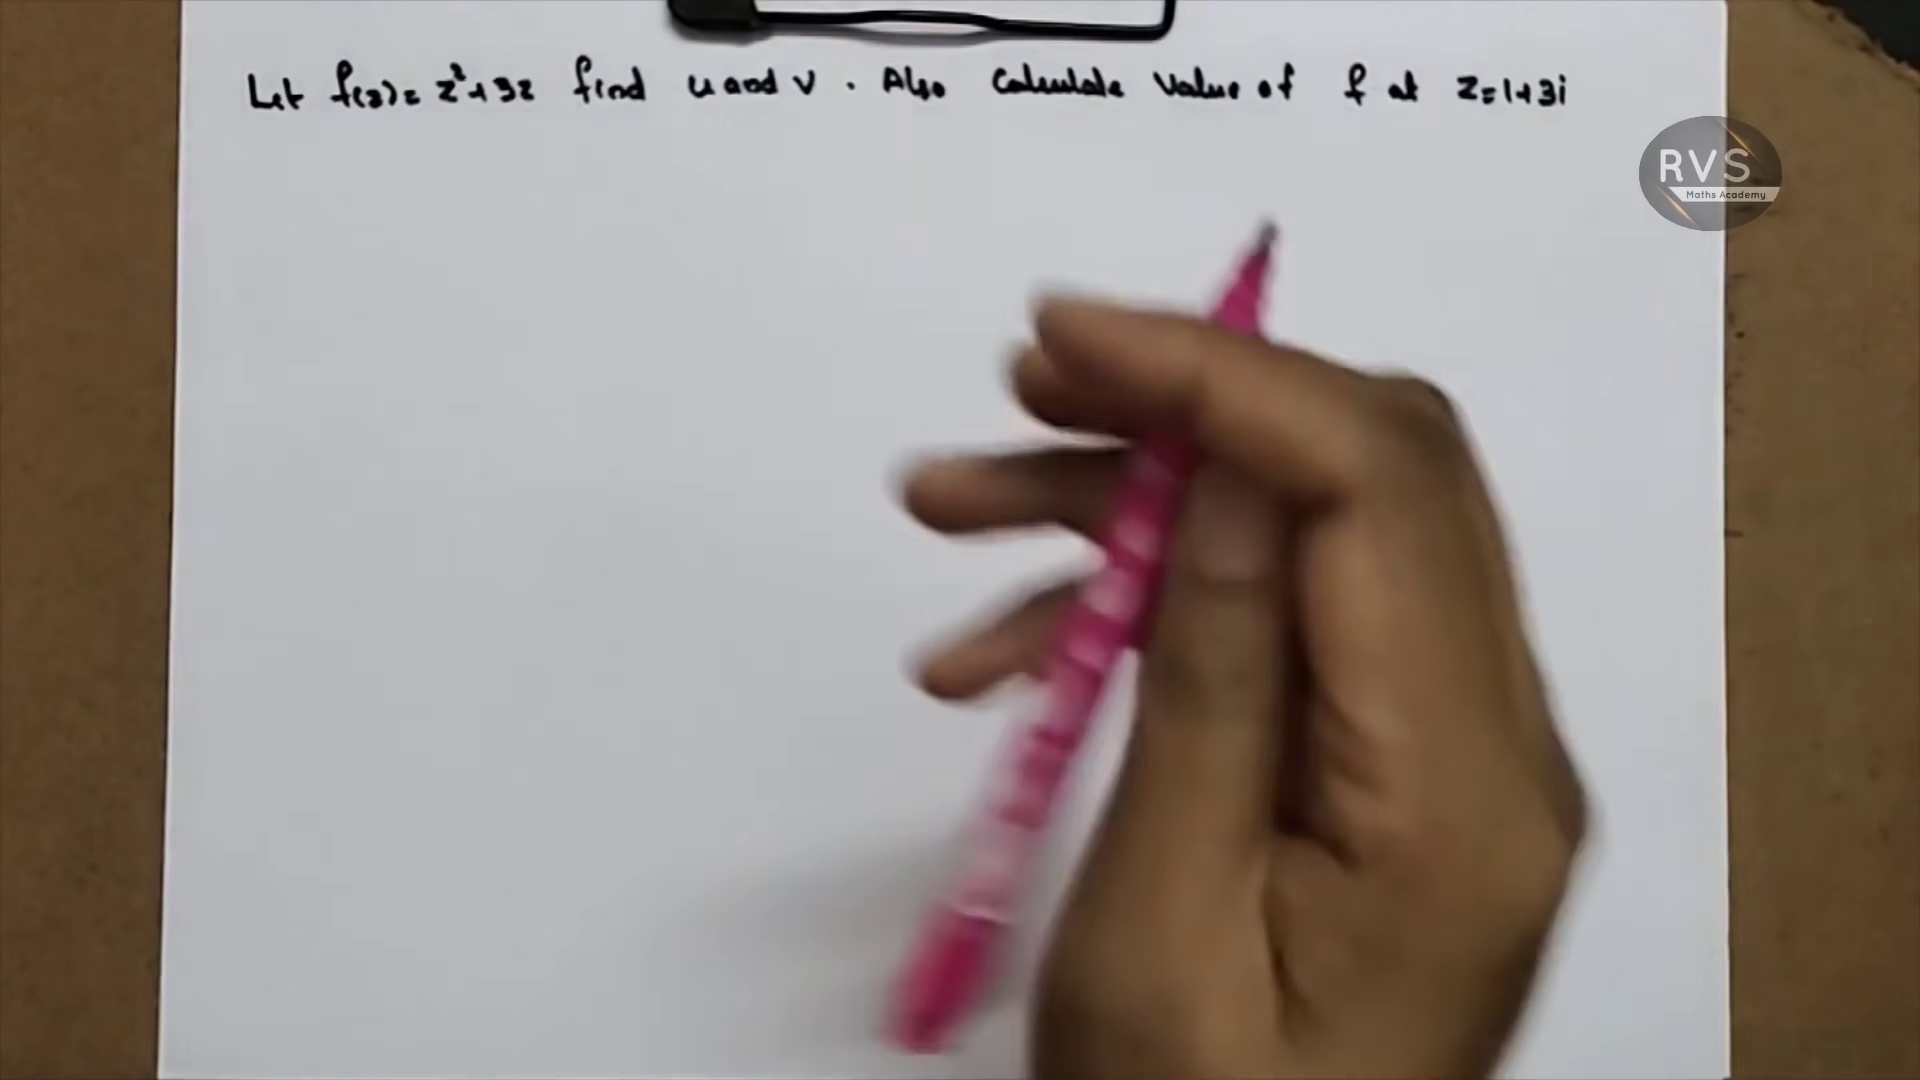 Let f(z)= z²+3z find u and v . Also Calculate Value of f at z=1+3i
RVS
Maths Academy